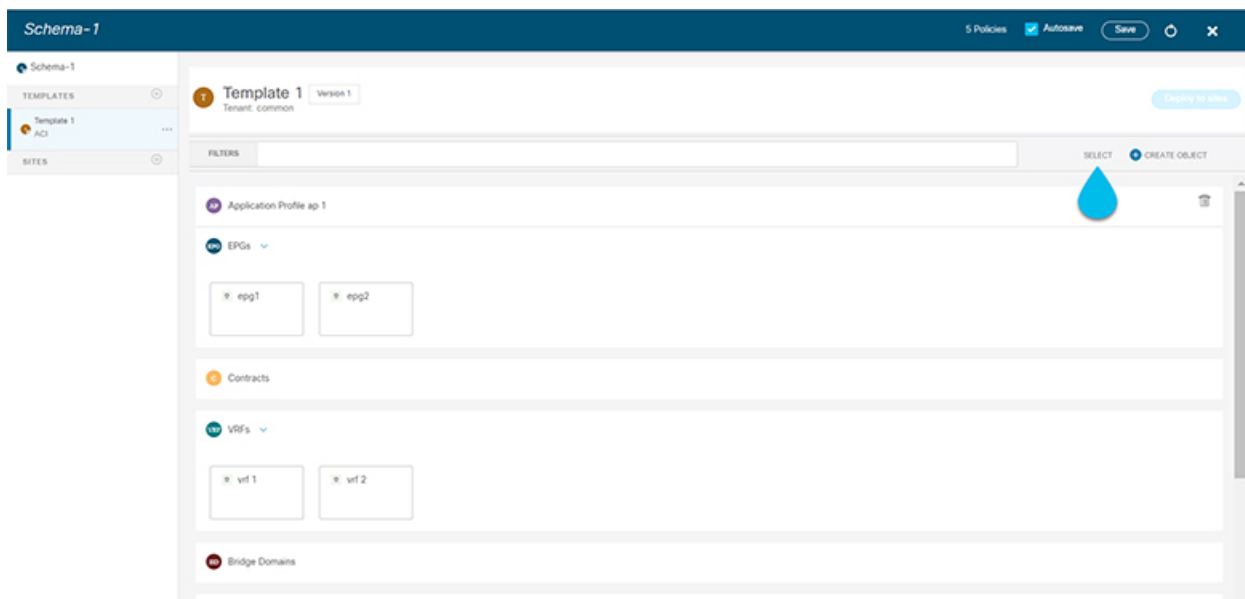 Schema-1
5 Policies Autosave Save
Schema-1
TEMPLATES
Template 1
ACI
SITES
T Template 1 Version 1
Tenant: common
Deploy to sites
FILTERS
SELECT CREATE OBJECT
AP Application Profile ap 1
EPG EPGs
epg1 epg2
C Contracts
VRF VRFs
vrf 1 vrf 2
BD Bridge Domains